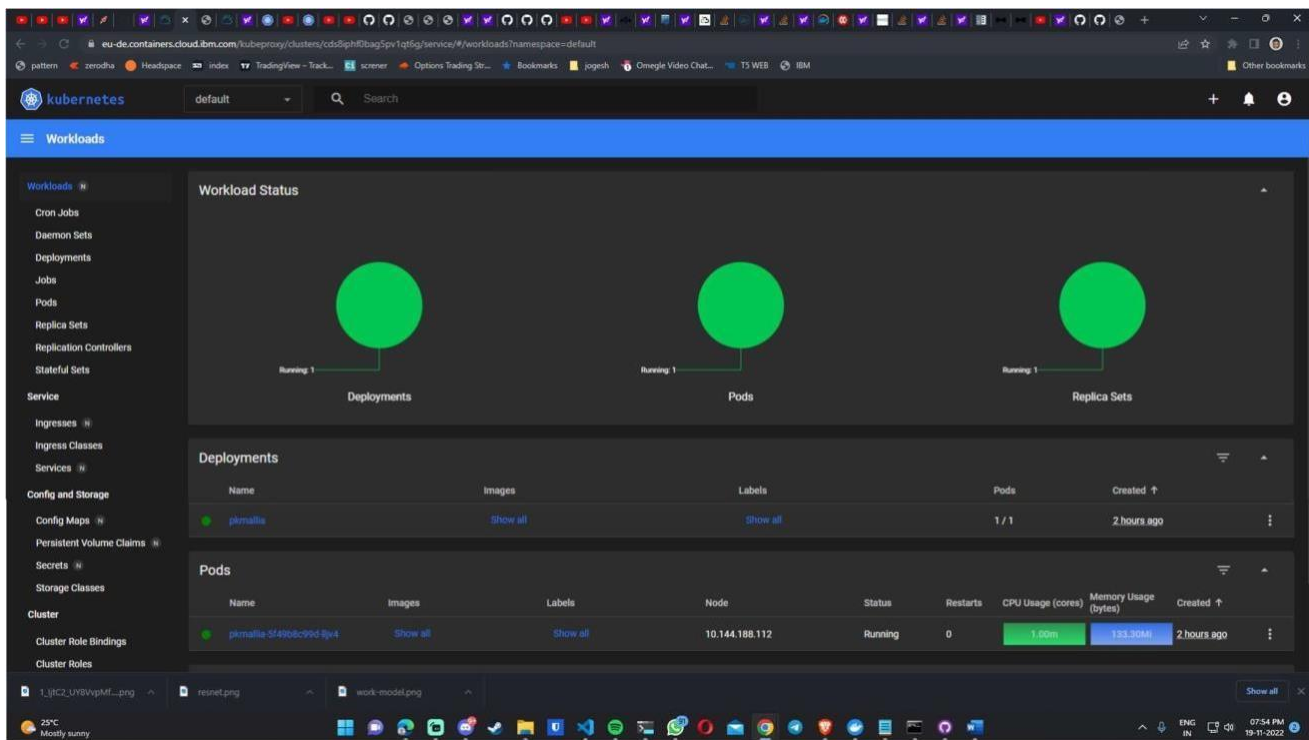 eu-de.containers.cloud.ibm.com/kubeproxy/clusters/cds8iphf0bag5pv1qt6g/service/#/workloads?namespace=default
pattern zerodha Headspace index TradingView – Track... screner Options Trading Str... Bookmarks jogesh Omegle Video Chat... T5 WEB IBM Other bookmarks
kubernetes default Search
Workloads
Workloads N
Cron Jobs
Daemon Sets
Deployments
Jobs
Pods
Replica Sets
Replication Controllers
Stateful Sets
Service
Ingresses N
Ingress Classes
Services N
Config and Storage
Config Maps N
Persistent Volume Claims N
Secrets N
Storage Classes
Cluster
Cluster Role Bindings
Cluster Roles
Workload Status
Running: 1 Running: 1 Running: 1
Deployments Pods Replica Sets
Deployments
Name Images Labels Pods Created ↑
pkmallia Show all Show all 1 / 1 2 hours ago
Pods
Name Images Labels Node Status Restarts CPU Usage (cores) Memory Usage (bytes) Created ↑
Show all Show all 10.144.188.112 Running 0 1.00m 133.30Mi 2 hours ago
resnet.png work-model.png Show all
25°C
Mostly sunny
ENG
IN
07:54 PM
19-11-2022